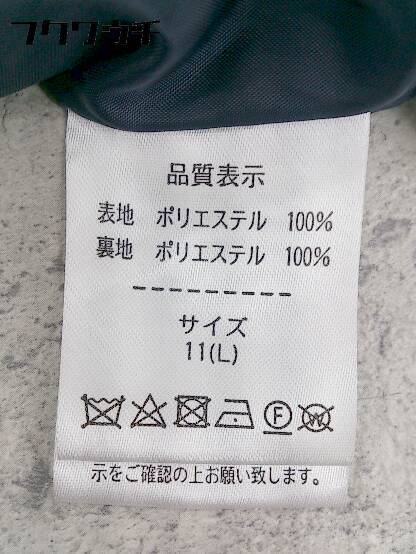 フクワウチ
品質表示
表地 ポリエステル 100%
裏地 ポリエステル 100%
サイズ
11(L)
F W
示をご確認の上お願い致します。